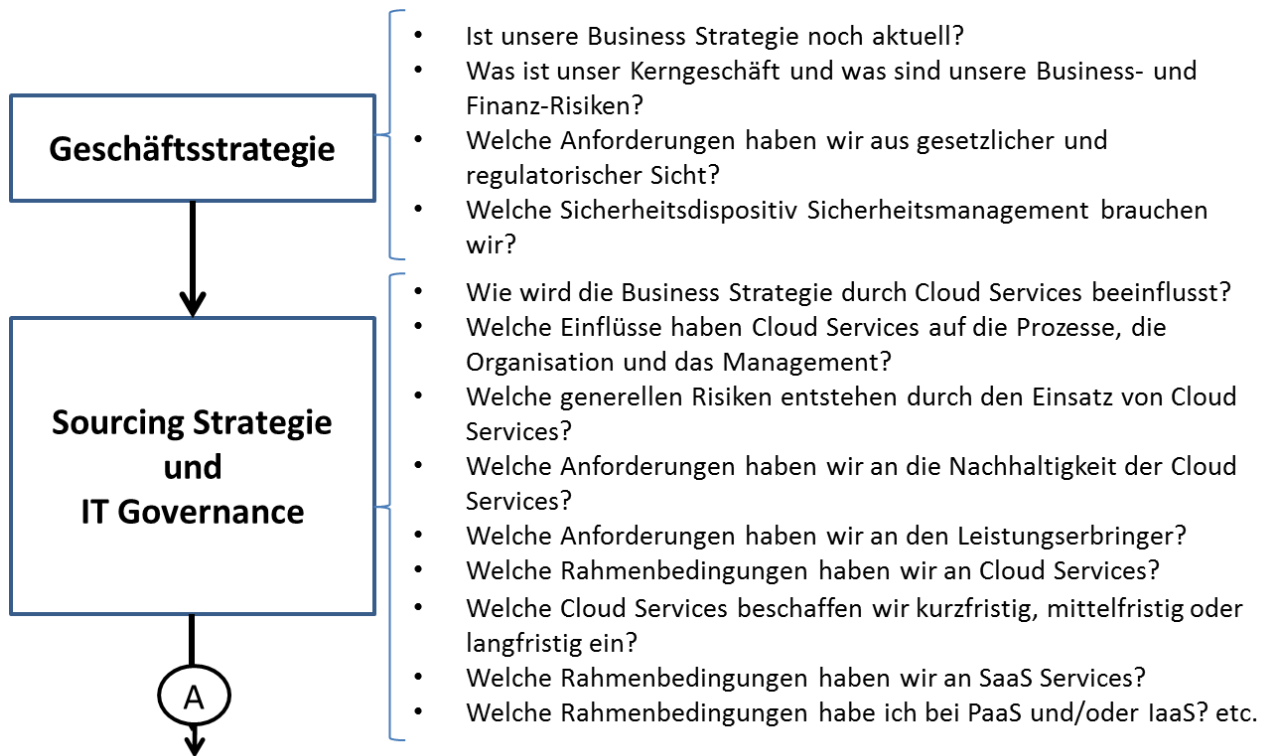 Geschäftsstrategie
• Ist unsere Business Strategie noch aktuell?
• Was ist unser Kerngeschäft und was sind unsere Business- und
Finanz-Risiken?
• Welche Anforderungen haben wir aus gesetzlicher und
regulatorischer Sicht?
• Welche Sicherheitsdispositiv Sicherheitsmanagement brauchen
wir?
Sourcing Strategie
und
IT Governance
• Wie wird die Business Strategie durch Cloud Services beeinflusst?
• Welche Einflüsse haben Cloud Services auf die Prozesse, die
Organisation und das Management?
• Welche generellen Risiken entstehen durch den Einsatz von Cloud
Services?
• Welche Anforderungen haben wir an die Nachhaltigkeit der Cloud
Services?
• Welche Anforderungen haben wir an den Leistungserbringer?
• Welche Rahmenbedingungen haben wir an Cloud Services?
• Welche Cloud Services beschaffen wir kurzfristig, mittelfristig oder
langfristig ein?
• Welche Rahmenbedingungen haben wir an SaaS Services?
• Welche Rahmenbedingungen habe ich bei PaaS und/oder IaaS? etc.
A